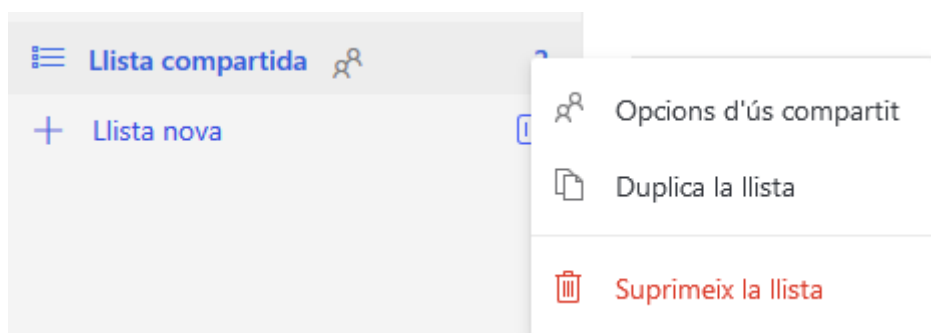 Llista compartida
Llista nova
Opcions d'ús compartit
Duplica la llista
Suprimeix la llista